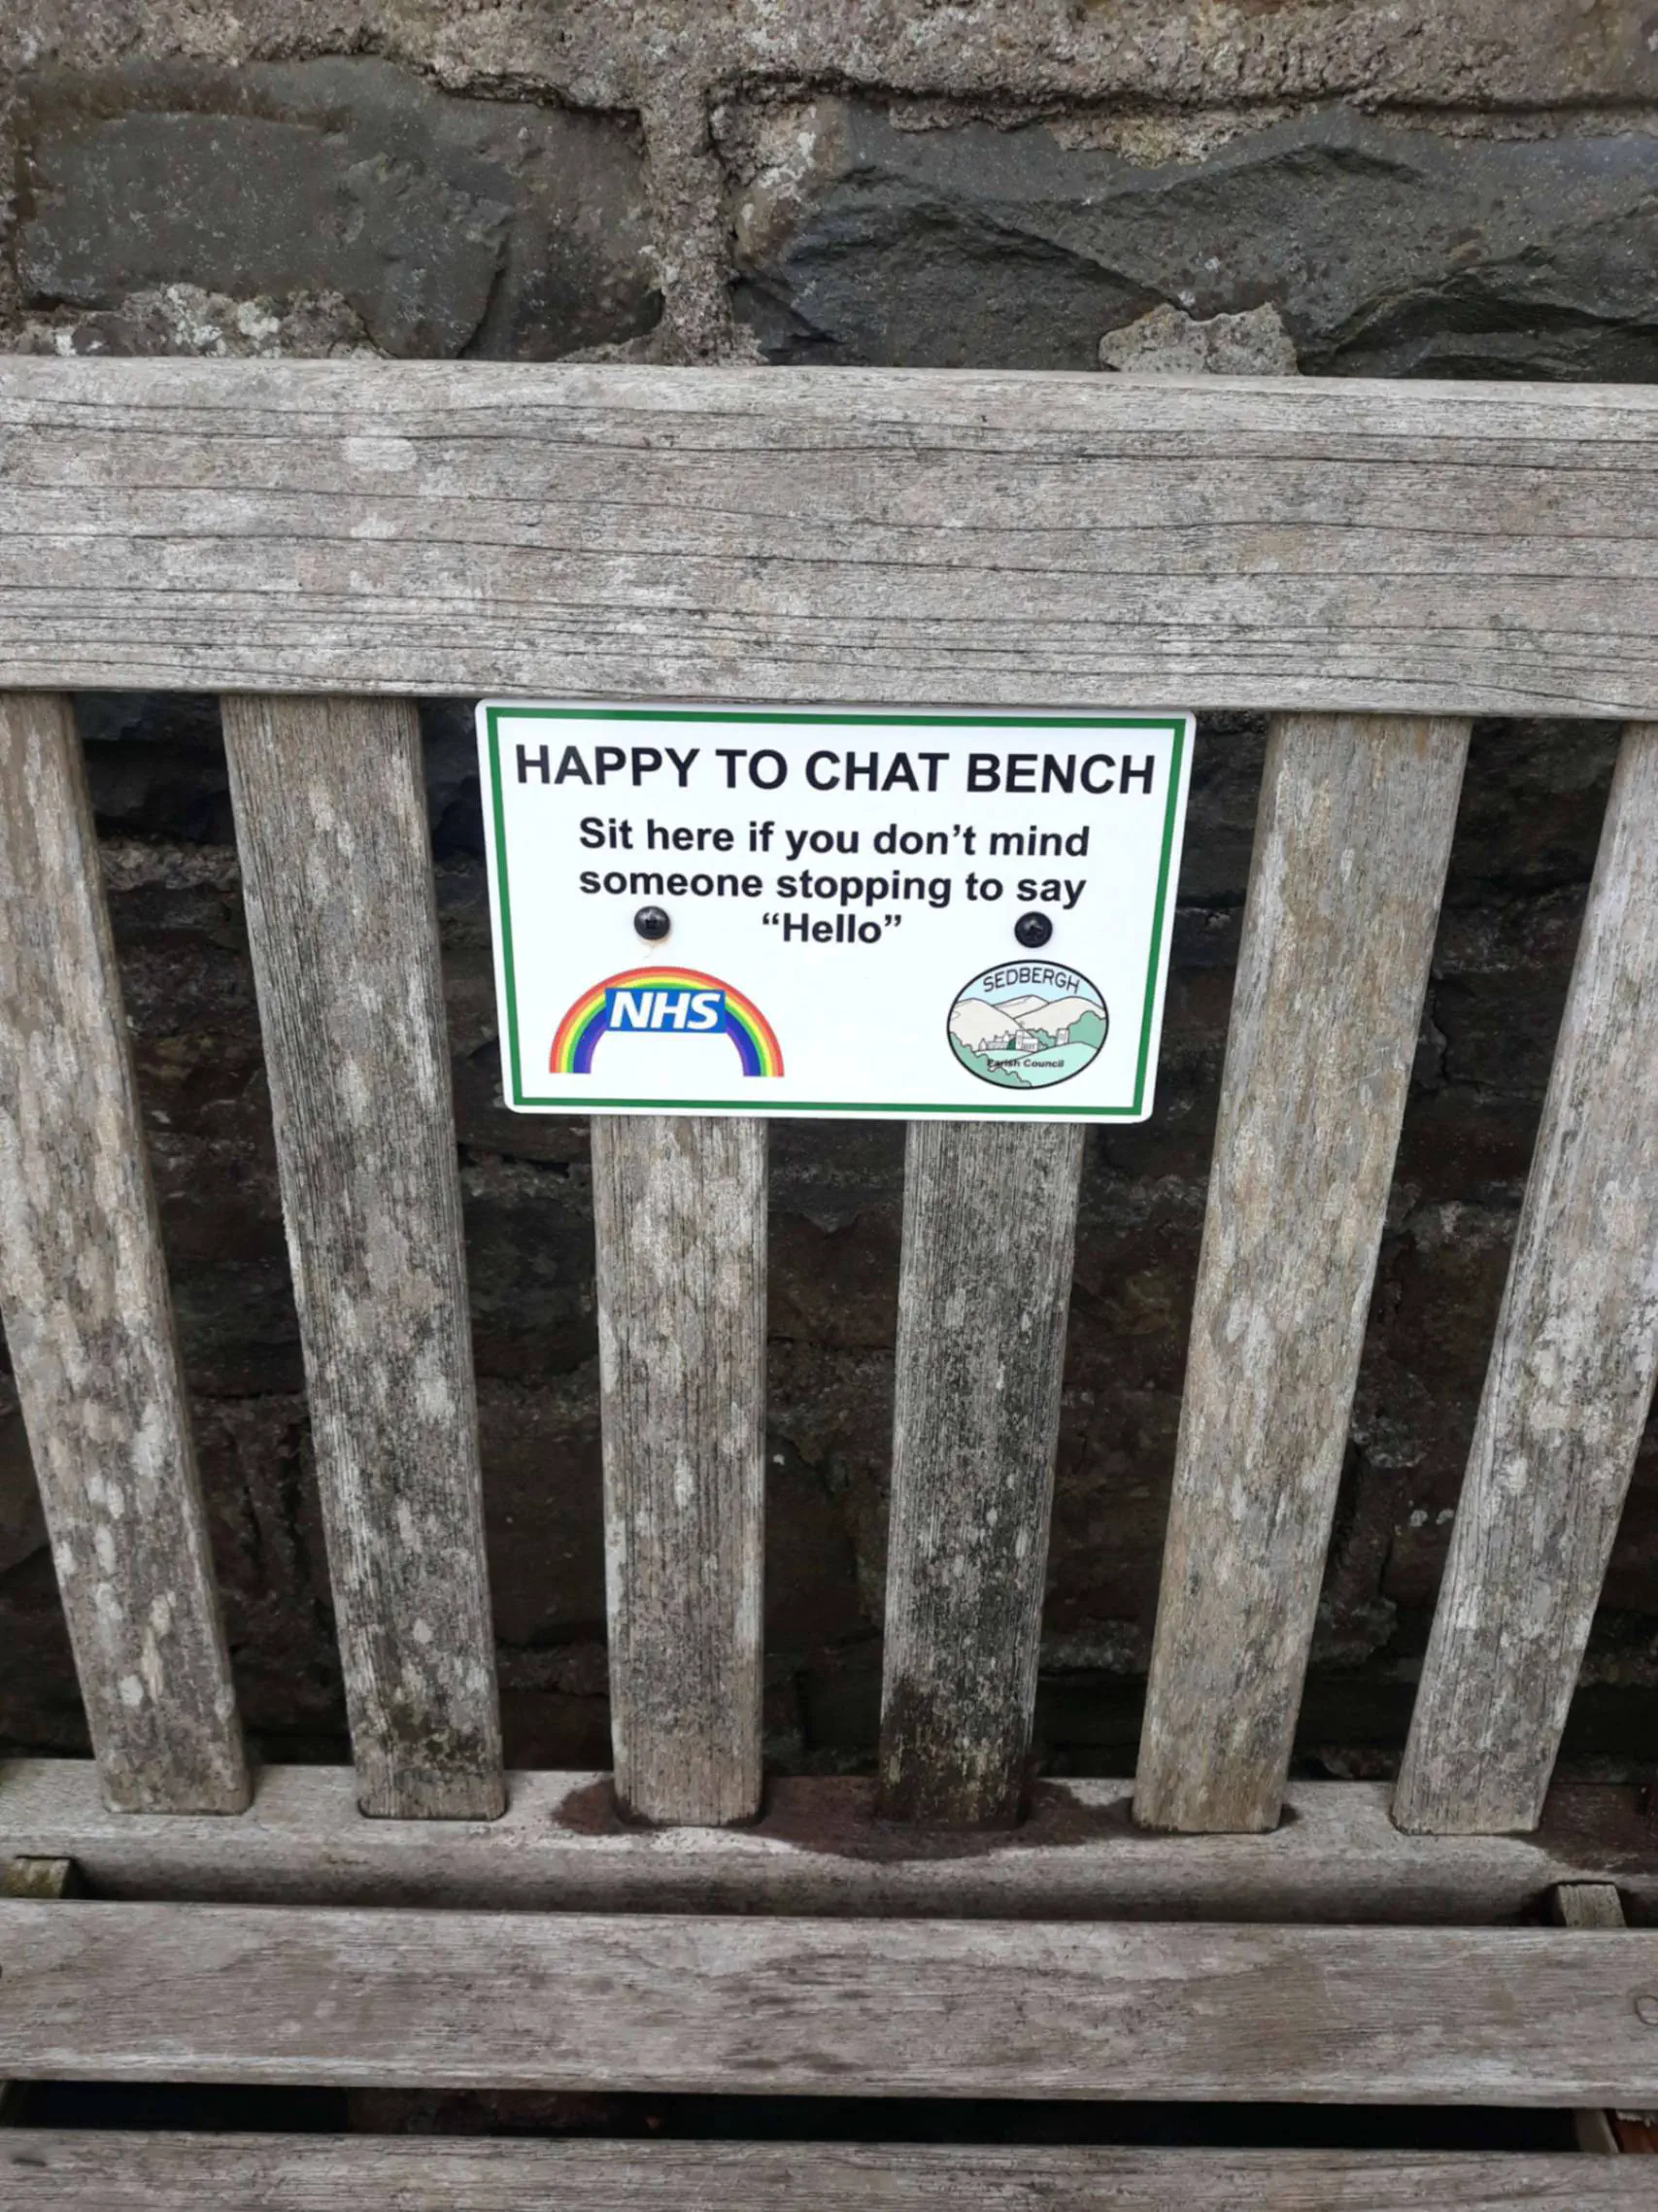 HAPPY TO CHAT BENCH
Sit here if you don’t mind
someone stopping to say
“Hello”
NHS
SEDBERGH
Parish Council